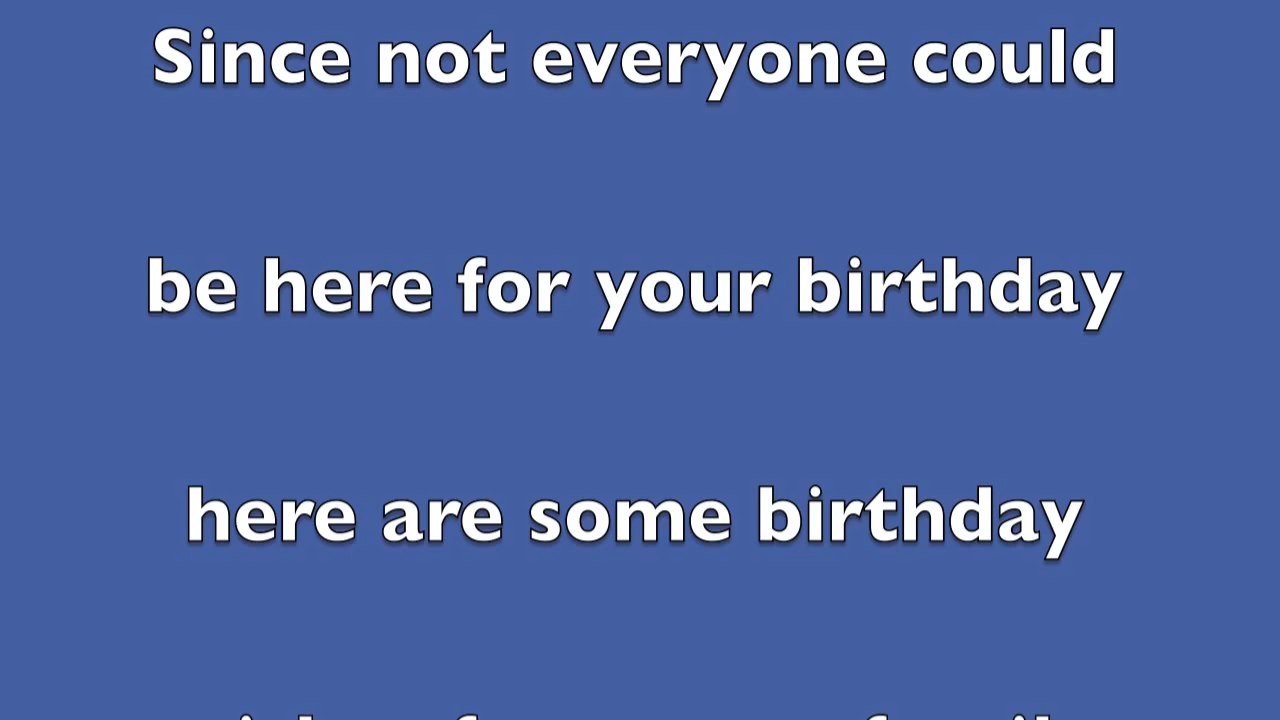 Since not everyone could
be here for your birthday
here are some birthday